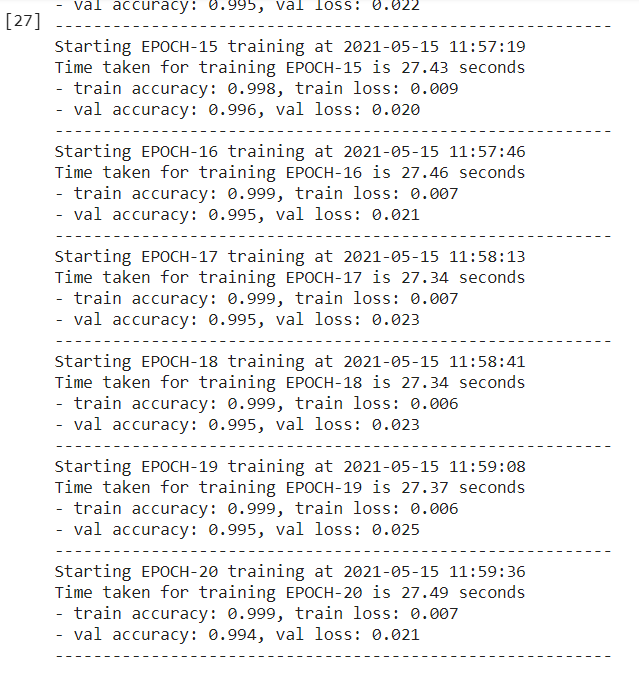 - val accuracy: 0.995, val loss: 0.022
[27]
----------------------------------------------------------
Starting EPOCH-15 training at 2021-05-15 11:57:19
Time taken for training EPOCH-15 is 27.43 seconds
- train accuracy: 0.998, train loss: 0.009
- val accuracy: 0.996, val loss: 0.020
----------------------------------------------------------
Starting EPOCH-16 training at 2021-05-15 11:57:46
Time taken for training EPOCH-16 is 27.46 seconds
- train accuracy: 0.999, train loss: 0.007
- val accuracy: 0.995, val loss: 0.021
----------------------------------------------------------
Starting EPOCH-17 training at 2021-05-15 11:58:13
Time taken for training EPOCH-17 is 27.34 seconds
- train accuracy: 0.999, train loss: 0.007
- val accuracy: 0.995, val loss: 0.023
----------------------------------------------------------
Starting EPOCH-18 training at 2021-05-15 11:58:41
Time taken for training EPOCH-18 is 27.34 seconds
- train accuracy: 0.999, train loss: 0.006
- val accuracy: 0.995, val loss: 0.023
----------------------------------------------------------
Starting EPOCH-19 training at 2021-05-15 11:59:08
Time taken for training EPOCH-19 is 27.37 seconds
- train accuracy: 0.999, train loss: 0.006
- val accuracy: 0.995, val loss: 0.025
----------------------------------------------------------
Starting EPOCH-20 training at 2021-05-15 11:59:36
Time taken for training EPOCH-20 is 27.49 seconds
- train accuracy: 0.999, train loss: 0.007
- val accuracy: 0.994, val loss: 0.021
----------------------------------------------------------